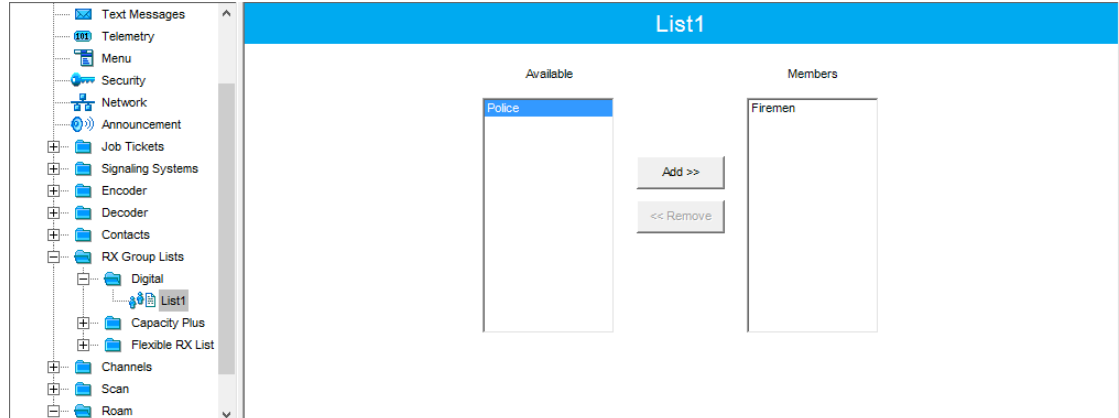 Text Messages
Telemetry
Menu
Security
Network
Announcement
Job Tickets
Signaling Systems
Encoder
Decoder
Contacts
RX Group Lists
Digital
List1
Capacity Plus
Flexible RX List
Channels
Scan
Roam
List1
Available
Members
Police
Firemen
Add >>
<< Remove